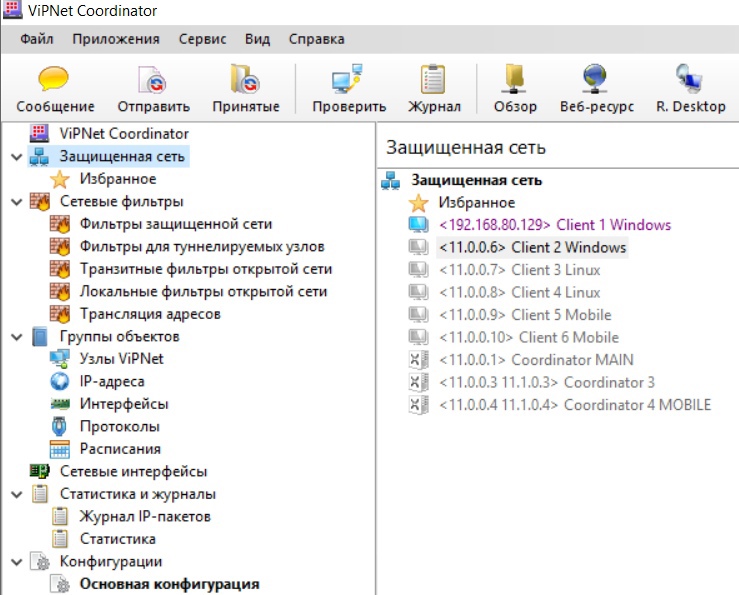 ViPNet Coordinator
Файл Приложения Сервис Вид Справка
Сообщение Отправить Принятые Проверить Журнал Обзор Веб-ресурс R. Desktop
ViPNet Coordinator
Защищенная сеть
Избранное
Сетевые фильтры
Фильтры защищенной сети
Фильтры для туннелируемых узлов
Транзитные фильтры открытой сети
Локальные фильтры открытой сети
Трансляция адресов
Группы объектов
Узлы ViPNet
IP-адреса
Интерфейсы
Протоколы
Расписания
Сетевые интерфейсы
Статистика и журналы
Журнал IP-пакетов
Статистика
Конфигурации
Основная конфигурация
Защищенная сеть
Защищенная сеть
Избранное
<192.168.80.129> Client 1 Windows
<11.0.0.6> Client 2 Windows
<11.0.0.7> Client 3 Linux
<11.0.0.8> Client 4 Linux
<11.0.0.9> Client 5 Mobile
<11.0.0.10> Client 6 Mobile
<11.0.0.1> Coordinator MAIN
<11.0.0.3 11.1.0.3> Coordinator 3
<11.0.0.4 11.1.0.4> Coordinator 4 MOBILE